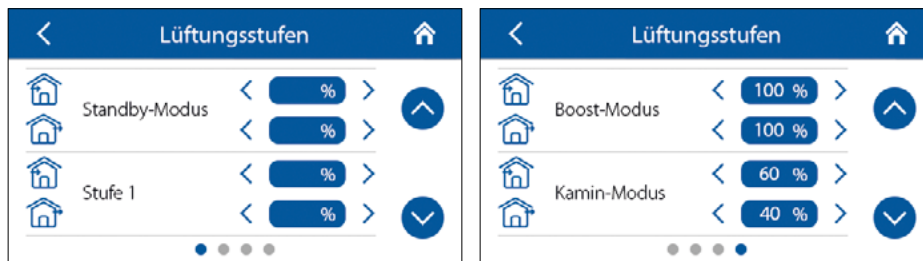 Lüftungsstufen
Standby-Modus
%
%
Stufe 1
%
%
Lüftungsstufen
Boost-Modus
100 %
100 %
Kamin-Modus
60 %
40 %